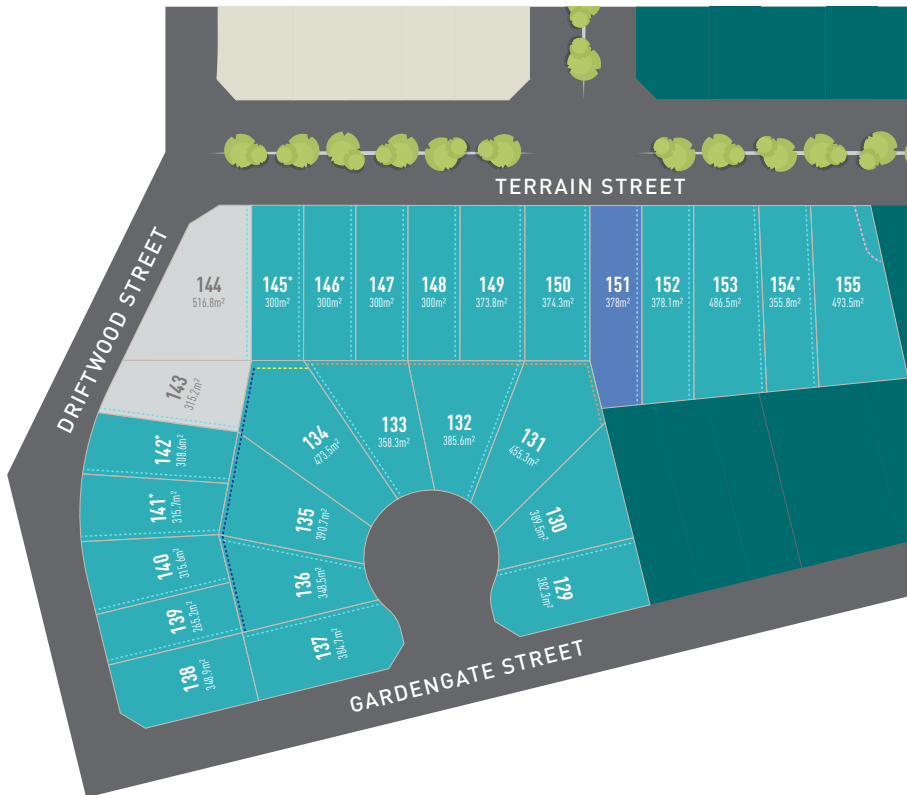 TERRAIN STREET
DRIFTWOOD STREET
144
516.8m²
145*
300m²
146*
300m²
147
300m²
148
300m²
149
373.8m²
150
374.3m²
151
378m²
152
378.1m²
153
486.5m²
154*
355.8m²
155
493.5m²
143
315.2m²
142*
308.6m²
141*
315.7m²
140
315.6m²
139
265.2m²
138
348.9m²
134
473.5m²
133
358.3m²
132
385.6m²
131
455.3m²
135
390.7m²
130
389.5m²
136
348.5m²
129
382.3m²
137
384.7m²
GARDENGATE STREET